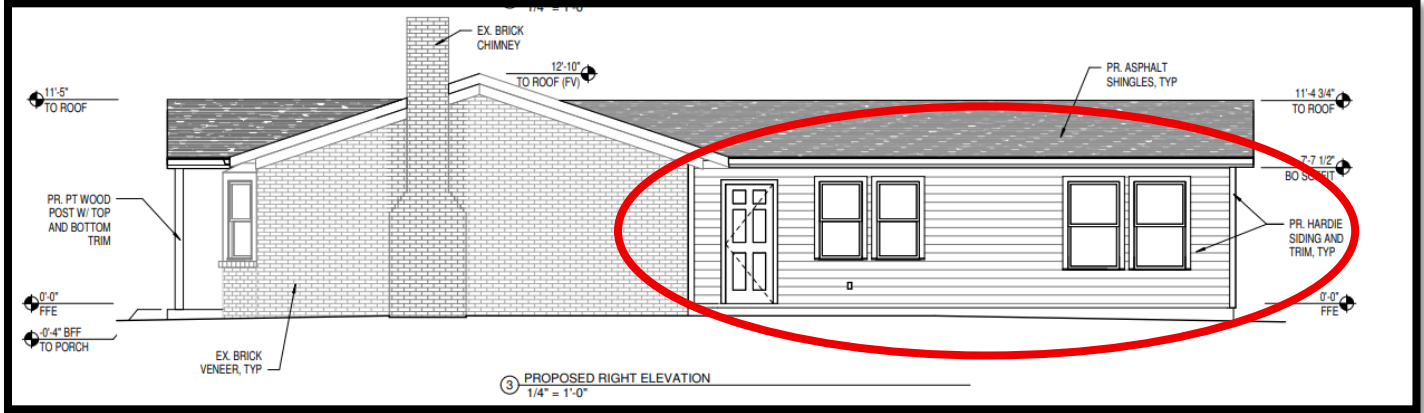 1/4" = 1'-0"
EX. BRICK
CHIMNEY
12'-10"
TO ROOF (FV)
PR. ASPHALT
SHINGLES, TYP
11'-5"
TO ROOF
11'-4 3/4"
TO ROOF
7'-7 1/2"
BO SOFFIT
PR. PT WOOD
POST W/ TOP
AND BOTTOM
TRIM
PR. HARDIE
SIDING AND
TRIM, TYP
0'-0"
FFE
0'-0"
FFE
-0'-4" BFF
TO PORCH
EX. BRICK
VENEER, TYP
3 PROPOSED RIGHT ELEVATION
1/4" = 1'-0"